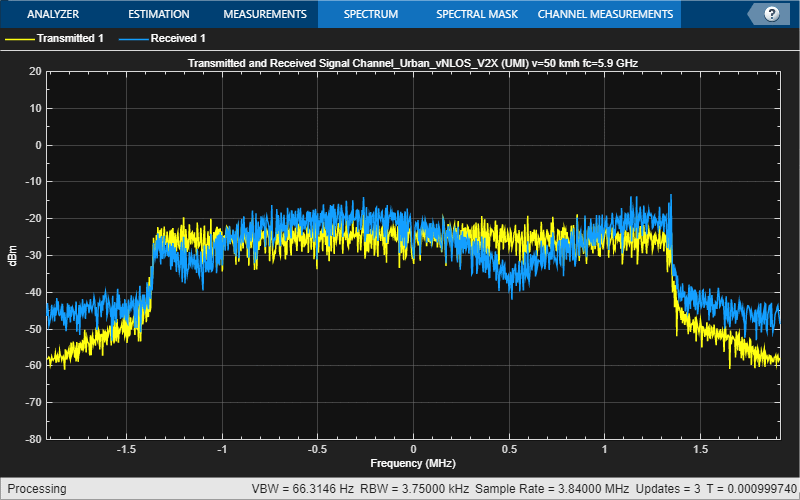 ANALYZER ESTIMATION MEASUREMENTS SPECTRUM SPECTRAL MASK CHANNEL MEASUREMENTS ?
Transmitted 1 Received 1
Transmitted and Received Signal Channel_Urban_vNLOS_V2X (UMI) v=50 kmh fc=5.9 GHz
20
10
0
-10
-20
-30
-40
-50
-60
-70
-80
dBm
-1.5 -1 -0.5 0 0.5 1 1.5
Frequency (MHz)
Processing VBW = 66.3146 Hz RBW = 3.75000 kHz Sample Rate = 3.84000 MHz Updates = 3 T = 0.000999740